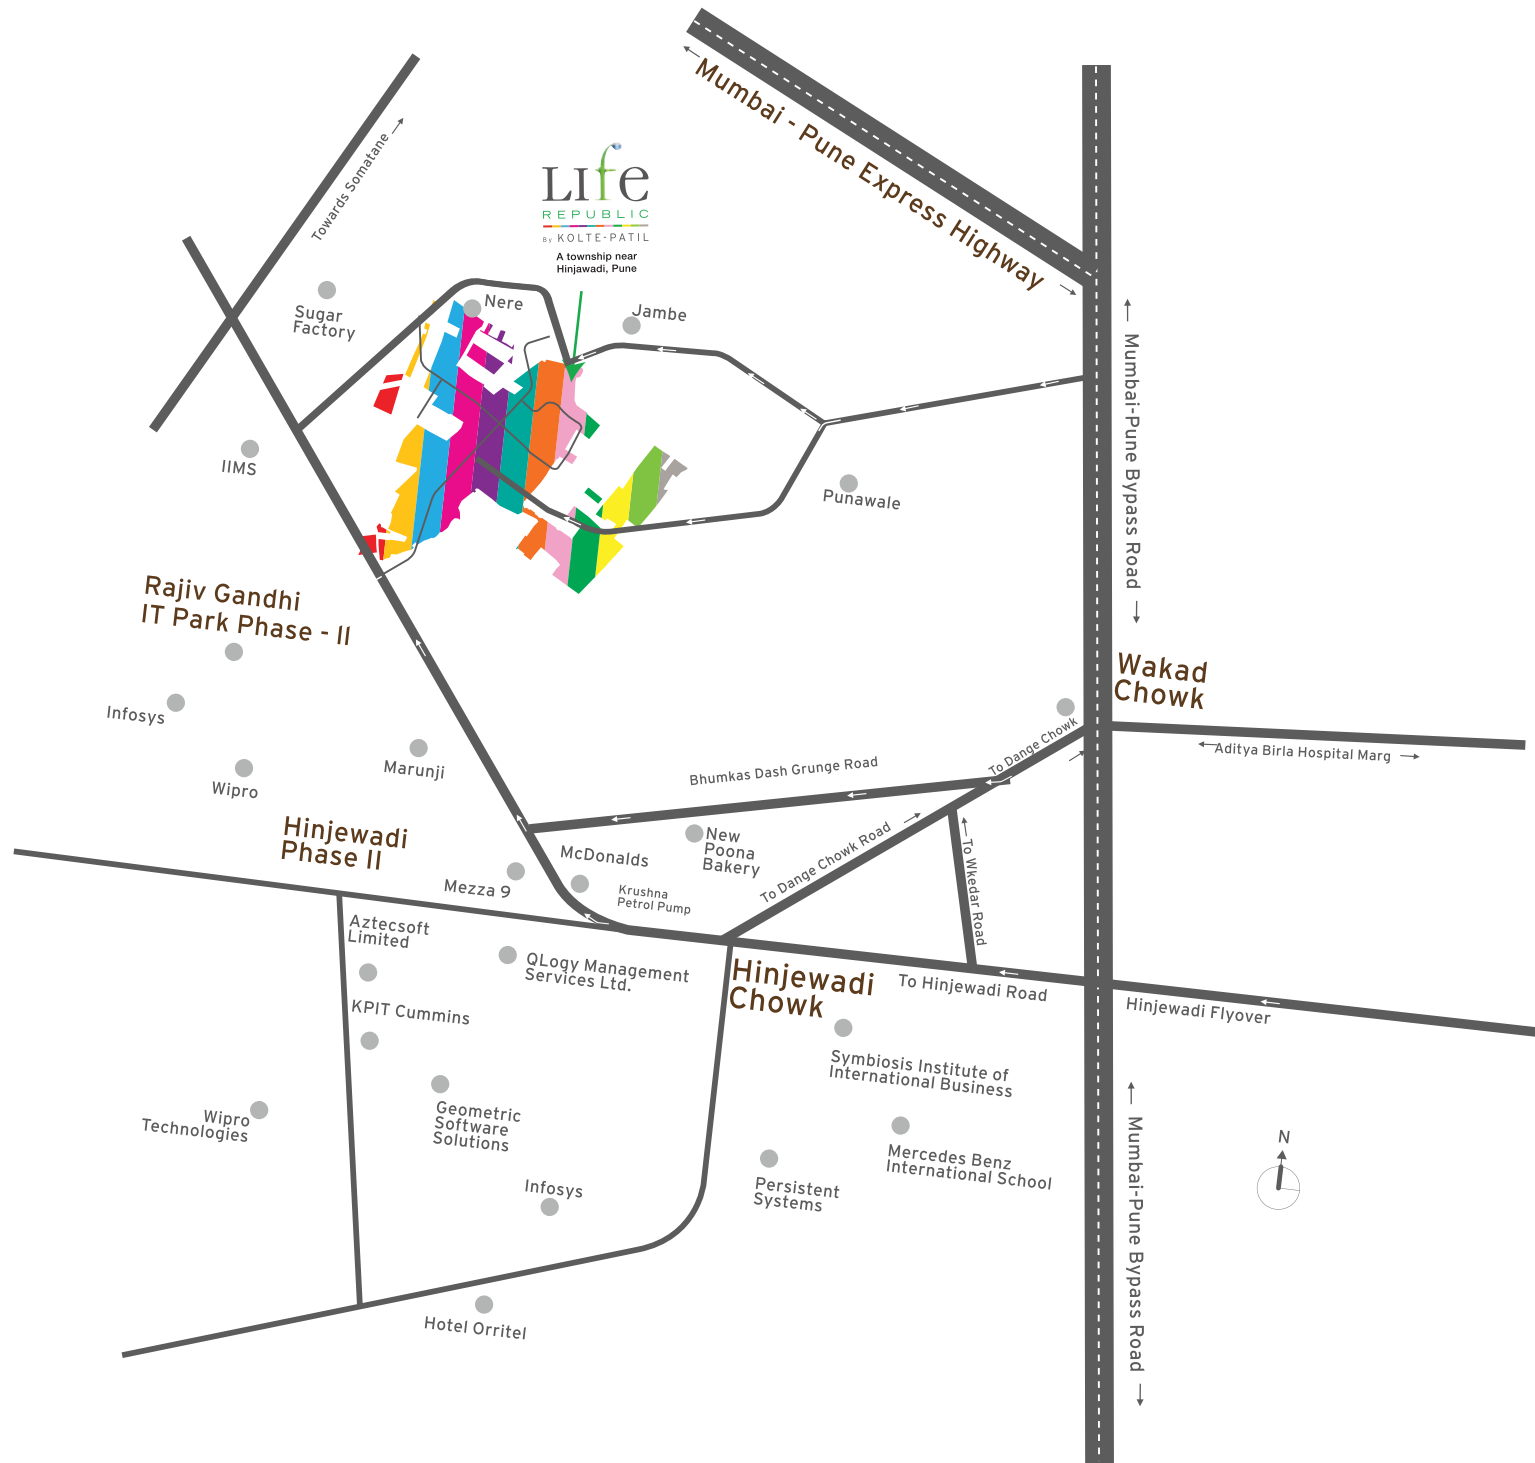 Mumbai - Pune Express Highway
Towards Somatane
LIfe
REPUBLIC
By KOLTE-PATIL
A township near
Hinjawadi, Pune
Nere
Jambe
Sugar
Factory
Mumbai-Pune Bypass Road
IIMS
Punawale
Rajiv Gandhi
IT Park Phase - II
Wakad
Chowk
Infosys
To Dange Chowk
Aditya Birla Hospital Marg
Marunji
Bhumkas Dash Grunge Road
Wipro
Hinjewadi
Phase II
New
Poona
Bakery
McDonalds
To Dange Chowk Road
To Wkedar Road
Mezza 9
Krushna
Petrol Pump
Aztecsoft
Limited
QLogy Management
Services Ltd.
Hinjewadi
Chowk
To Hinjewadi Road
Hinjewadi Flyover
KPIT Cummins
Symbiosis Institute of
International Business
Geometric
Software
Solutions
Wipro
Technologies
Mercedes Benz
International School
Mumbai-Pune Bypass Road
N
Persistent
Systems
Infosys
Hotel Orritel